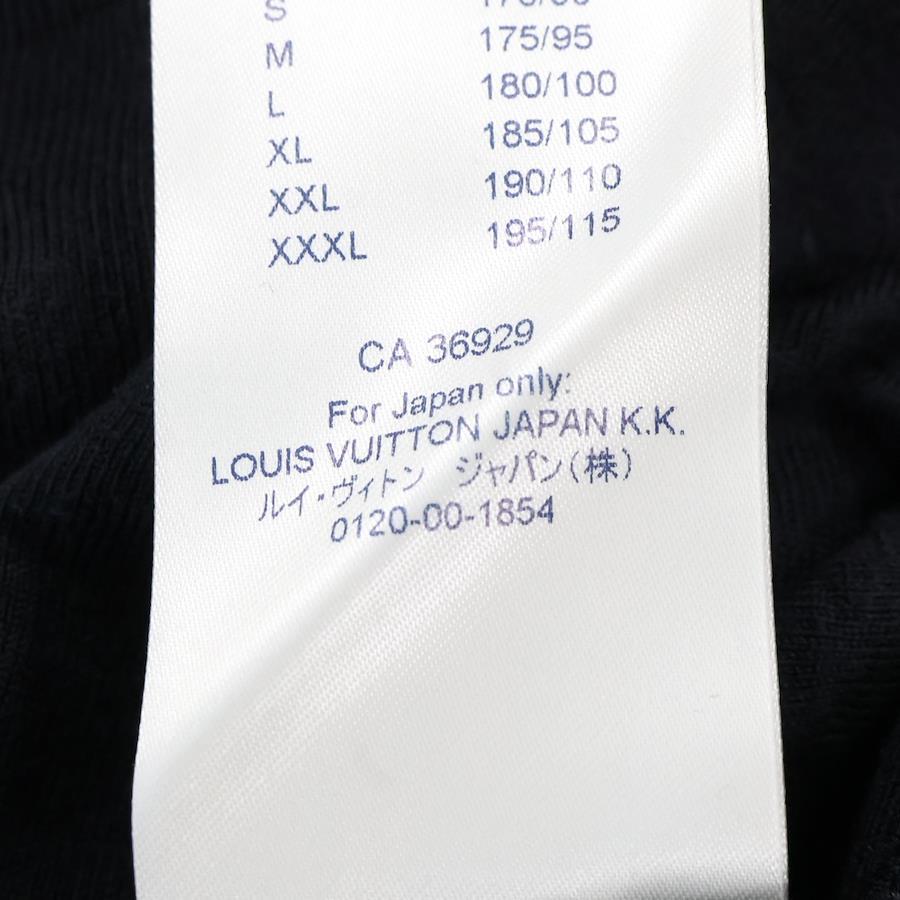 S
M 175/95
L 180/100
XL 185/105
XXL 190/110
XXXL 195/115
CA 36929
For Japan only:
LOUIS VUITTON JAPAN K.K.
ルイ・ヴィトン ジャパン(株)
0120-00-1854